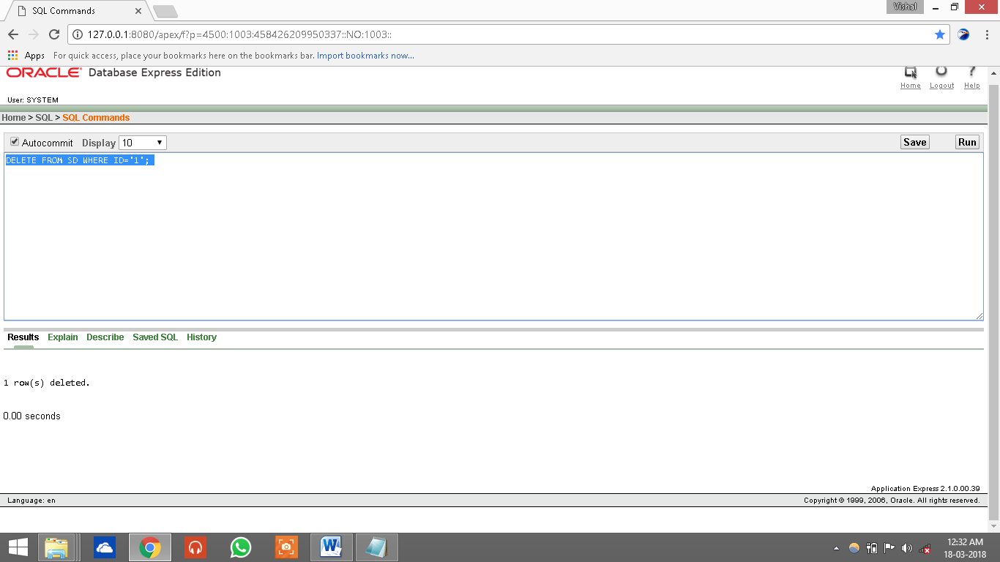 SQL Commands
Vishal
127.0.0.1:8080/apex/f?p=4500:1003:458426209950337::NO:1003::
Apps For quick access, place your bookmarks here on the bookmarks bar. Import bookmarks now...
ORACLE® Database Express Edition
Home Logout Help
User: SYSTEM
Home > SQL > SQL Commands
Autocommit Display 10 Save Run
DELETE FROM SD WHERE ID='1';
Results Explain Describe Saved SQL History
1 row(s) deleted.
0.00 seconds
Application Express 2.1.0.00.39
Language: en Copyright © 1999, 2006, Oracle. All rights reserved.
12:32 AM
18-03-2018